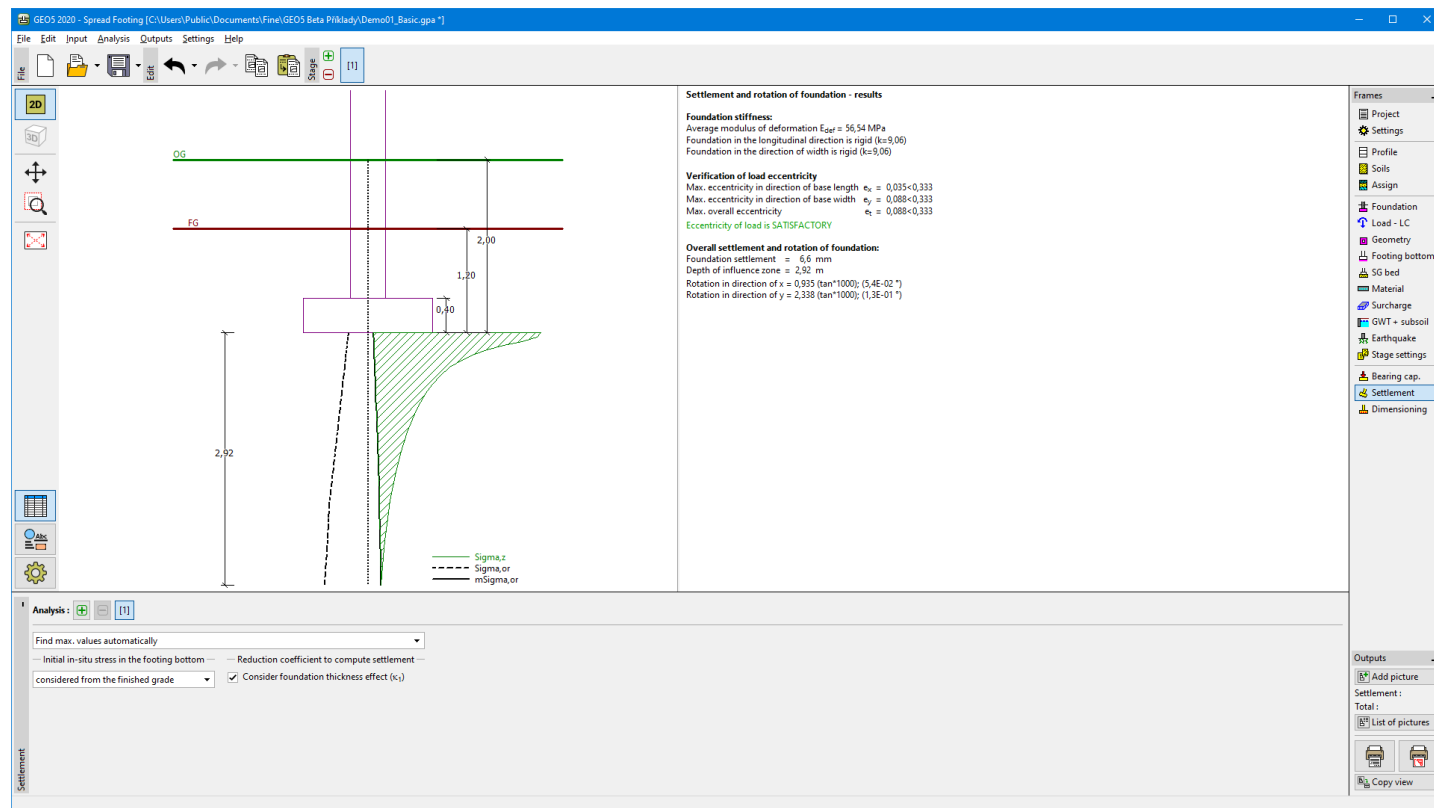 GEO5 2020 - Spread Footing [C:\Users\Public\Documents\Fine\GEO5 Beta Příklady\Demo01_Basic.gpa *]
File Edit Input Analysis Outputs Settings Help
File
Edit
Stage
[1]
2D
3D
Abc
OG
FG
2,00
1,20
0,40
2,92
Sigma,z
Sigma,or
mSigma,or
Settlement and rotation of foundation - results
Foundation stiffness:
Average modulus of deformation Edef = 56,54 MPa
Foundation in the longitudinal direction is rigid (k=9,06)
Foundation in the direction of width is rigid (k=9,06)
Verification of load eccentricity
Max. eccentricity in direction of base length ex = 0,035<0,333
Max. eccentricity in direction of base width ey = 0,088<0,333
Max. overall eccentricity et = 0,088<0,333
Eccentricity of load is SATISFACTORY
Overall settlement and rotation of foundation:
Foundation settlement = 6,6 mm
Depth of influence zone = 2,92 m
Rotation in direction of x = 0,935 (tan*1000); (5,4E-02 °)
Rotation in direction of y = 2,338 (tan*1000); (1,3E-01 °)
Frames
Project
Settings
Profile
Soils
Assign
Foundation
Load - LC
Geometry
Footing bottom
SG bed
Material
Surcharge
GWT + subsoil
Earthquake
Stage settings
Bearing cap.
Settlement
Dimensioning
Analysis : [1]
Find max. values automatically
Initial in-situ stress in the footing bottom
Reduction coefficient to compute settlement
considered from the finished grade
Consider foundation thickness effect (κ1)
Settlement
Outputs
Add picture
Settlement :
Total :
List of pictures
Copy view